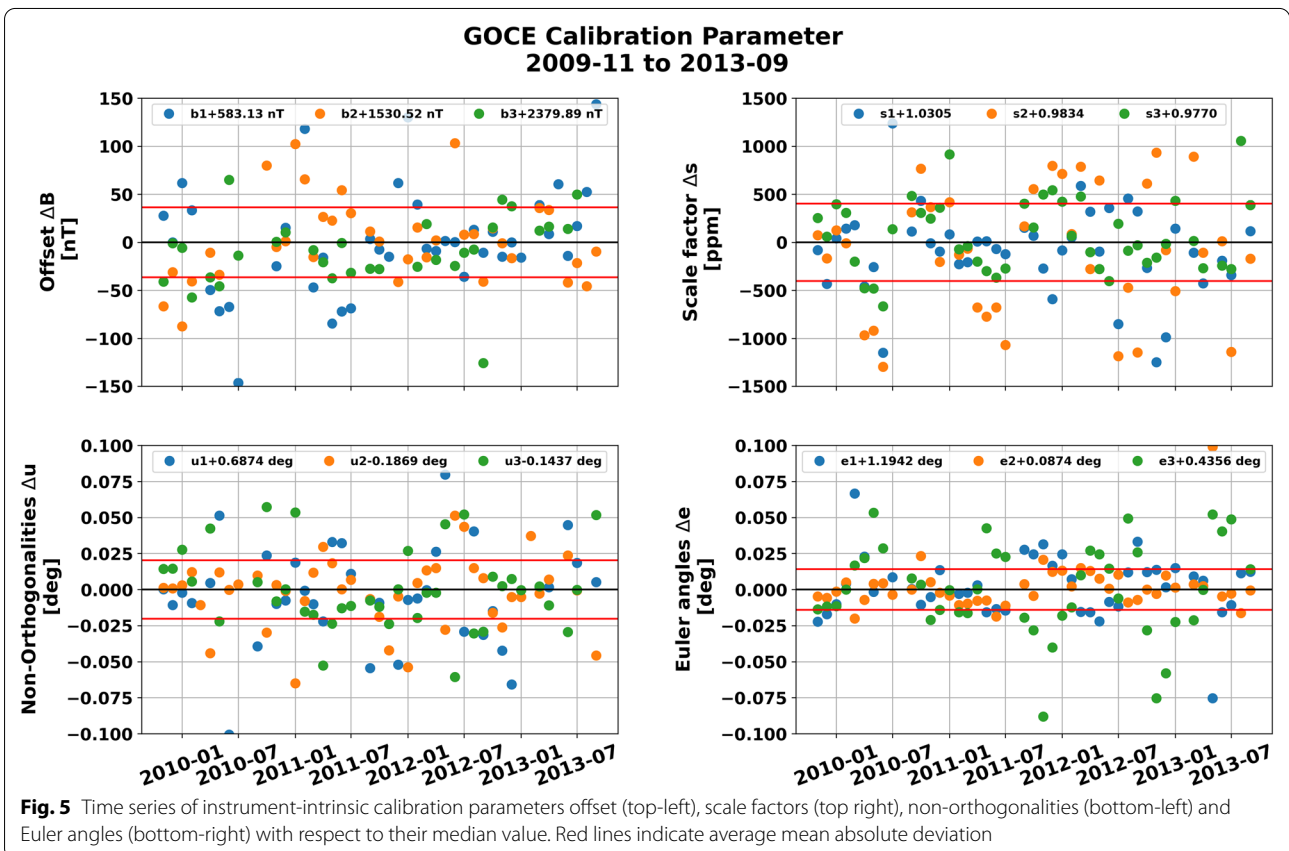 GOCE Calibration Parameter
2009-11 to 2013-09
b1+583.13 nT b2+1530.52 nT b3+2379.89 nT
150
100
50
0
−50
−100
−150
Offset ΔB
[nT]
s1+1.0305 s2+0.9834 s3+0.9770
1500
1000
500
0
−500
−1000
−1500
Scale factor Δs
[ppm]
u1+0.6874 deg u2-0.1869 deg u3-0.1437 deg
0.100
0.075
0.050
0.025
0.000
−0.025
−0.050
−0.075
−0.100
Non-Orthogonalities Δu
[deg]
2010-01 2010-07 2011-01 2011-07 2012-01 2012-07 2013-01 2013-07
e1+1.1942 deg e2+0.0874 deg e3+0.4356 deg
0.100
0.075
0.050
0.025
0.000
−0.025
−0.050
−0.075
−0.100
Euler angles Δe
[deg]
2010-01 2010-07 2011-01 2011-07 2012-01 2012-07 2013-01 2013-07
Fig. 5 Time series of instrument-intrinsic calibration parameters offset (top-left), scale factors (top right), non-orthogonalities (bottom-left) and
Euler angles (bottom-right) with respect to their median value. Red lines indicate average mean absolute deviation